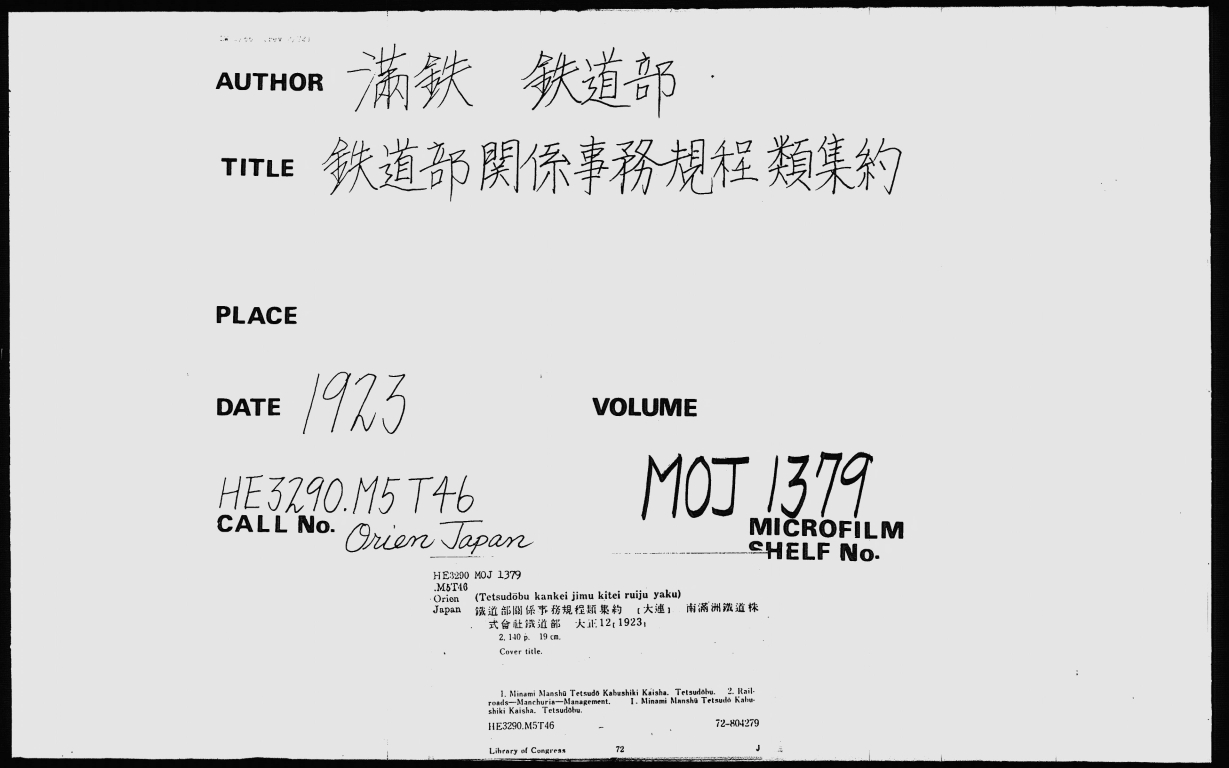 AUTHOR 満鉄 鉄道部
TITLE 鉄道部関係事務規程類集約
PLACE
DATE 1923
VOLUME
HE3290.M5T46
CALL No. Orien Japan
MOJ 1379
MICROFILM
SHELF No.
HE3290 MOJ 1379
.M5T46
Orien (Tetsudōbu kankei jimu kitei ruiju yaku)
Japan 鐵道部關係事務規程類集約 [大連] 南滿洲鐵道株
式會社鐵道部 大正12[1923]
2, 140 p. 19 cm.
Cover title.
1. Minami Manshū Tetsudō Kabushiki Kaisha. Tetsudōbu. 2. Rail-
roads—Manchuria—Management. I. Minami Manshū Tetsudō Kabu-
shiki Kaisha. Tetsudōbu.
HE3290.M5T46 72-804279
Library of Congress 72 J